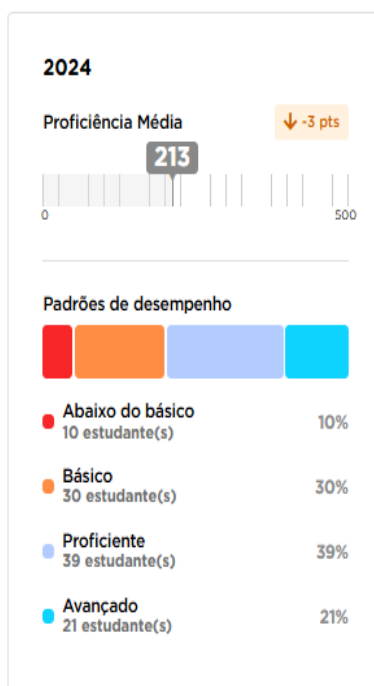 2024
Proficiência Média
↓ -3 pts
213
0
500
Padrões de desempenho
Abaixo do básico
10%
10 estudante(s)
Básico
30%
30 estudante(s)
Proficiente
39%
39 estudante(s)
Avançado
21%
21 estudante(s)